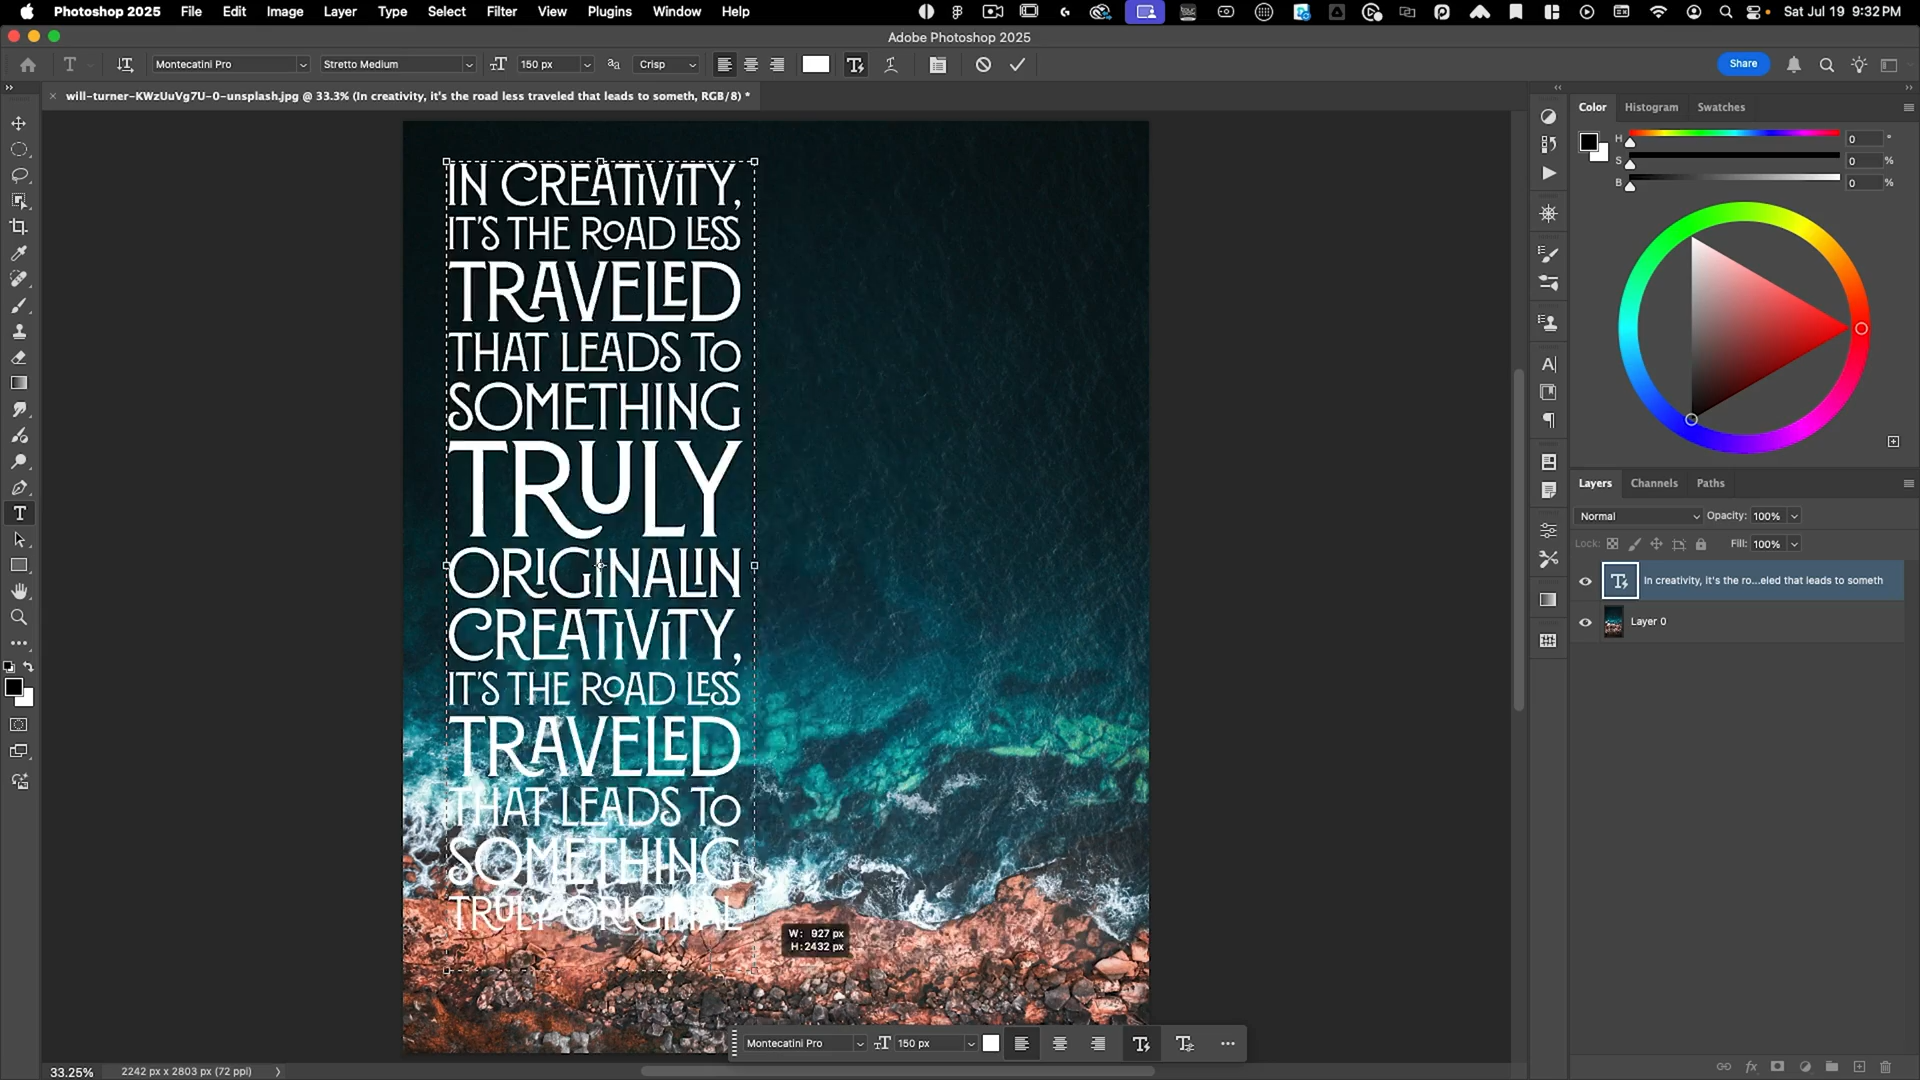 Photoshop 2025 File Edit Image Layer Type Select Filter View Plugins Window Help Sat Jul 19 9:32 PM
Adobe Photoshop 2025
Montecatini Pro Stretto Medium 150 px Crisp Share
will-turner-KWzUuVg7U-0-unsplash.jpg @ 33.3% (In creativity, it's the road less traveled that leads to someth, RGB/8) *
Color Histogram Swatches
H 0 °
S 0 %
B 0 %
IN CREATIVITY,
IT'S THE ROAD LESS
TRAVELED
THAT LEADS TO
SOMETHING
TRULY
ORIGINALIN
CREATIVITY,
IT'S THE ROAD LESS
TRAVELED
THAT LEADS TO
SOMETHING
TRULY ORIGINAL
W: 927 px
H: 2432 px
Layers Channels Paths
Normal Opacity: 100%
Lock: Fill: 100%
In creativity, it's the ro...eled that leads to someth
Layer 0
Montecatini Pro 150 px
33.25% 2242 px x 2803 px (72 ppi)